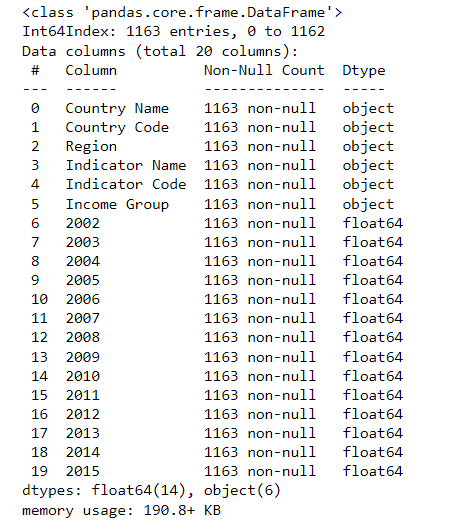 <class 'pandas.core.frame.DataFrame'>
Int64Index: 1163 entries, 0 to 1162
Data columns (total 20 columns):
 #   Column          Non-Null Count  Dtype
---  ------          --------------  -----
 0   Country Name    1163 non-null   object
 1   Country Code    1163 non-null   object
 2   Region          1163 non-null   object
 3   Indicator Name  1163 non-null   object
 4   Indicator Code  1163 non-null   object
 5   Income Group    1163 non-null   object
 6   2002            1163 non-null   float64
 7   2003            1163 non-null   float64
 8   2004            1163 non-null   float64
 9   2005            1163 non-null   float64
 10  2006            1163 non-null   float64
 11  2007            1163 non-null   float64
 12  2008            1163 non-null   float64
 13  2009            1163 non-null   float64
 14  2010            1163 non-null   float64
 15  2011            1163 non-null   float64
 16  2012            1163 non-null   float64
 17  2013            1163 non-null   float64
 18  2014            1163 non-null   float64
 19  2015            1163 non-null   float64
dtypes: float64(14), object(6)
memory usage: 190.8+ KB